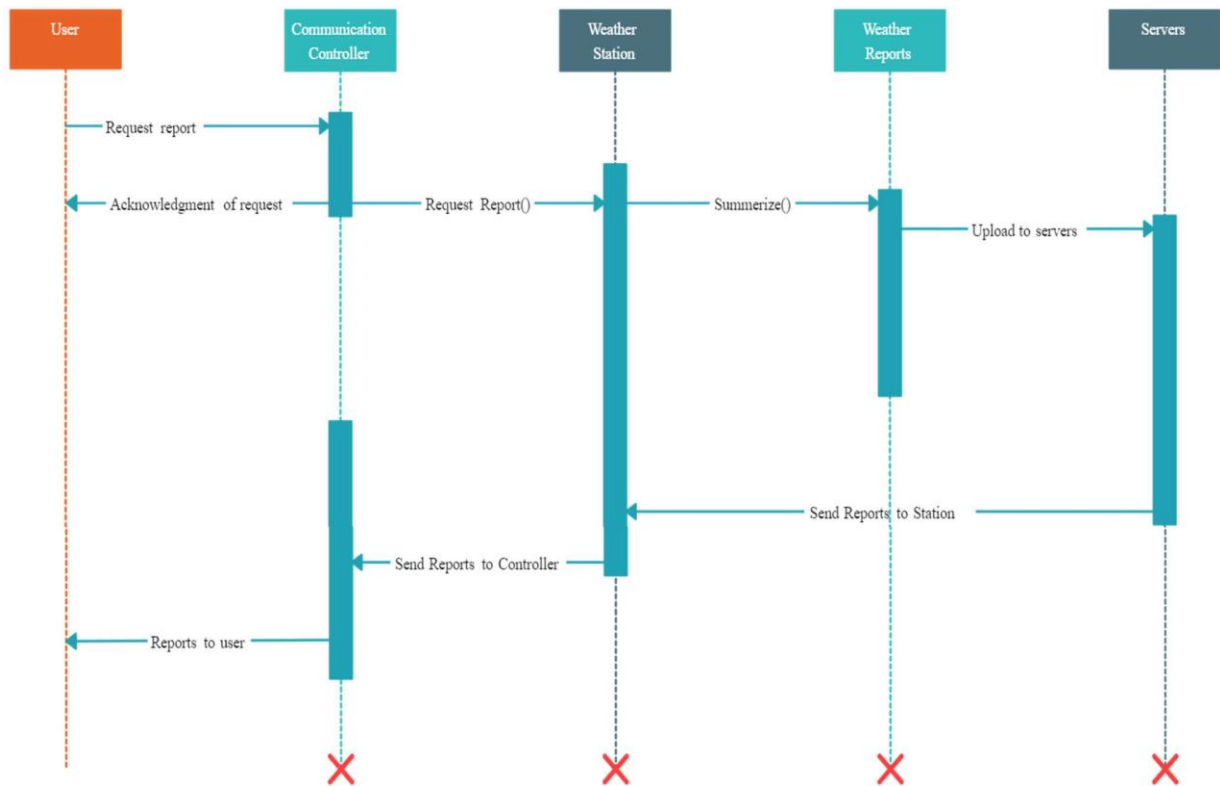 User
Communication
Controller
Weather
Station
Weather
Reports
Servers
Request report
Acknowledgment of request
Request Report()
Summerize()
Upload to servers
Send Reports to Station
Send Reports to Controller
Reports to user